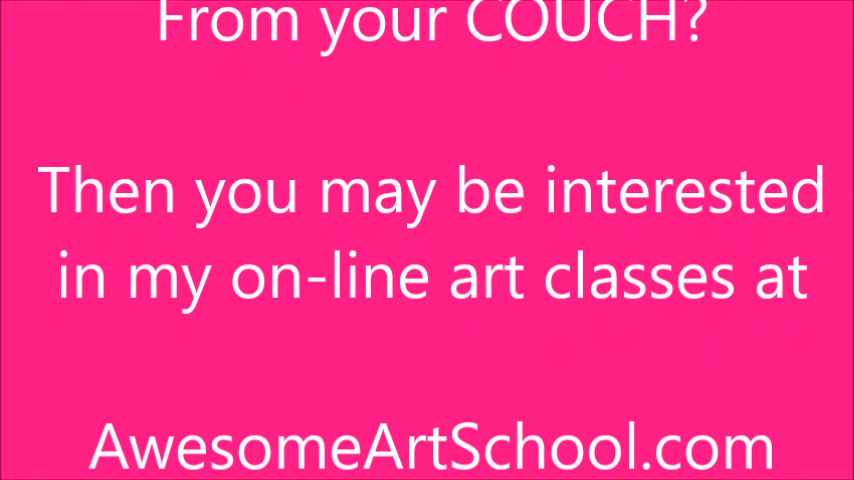 From your COUCH?
Then you may be interested
in my on-line art classes at
AwesomeArtSchool.com